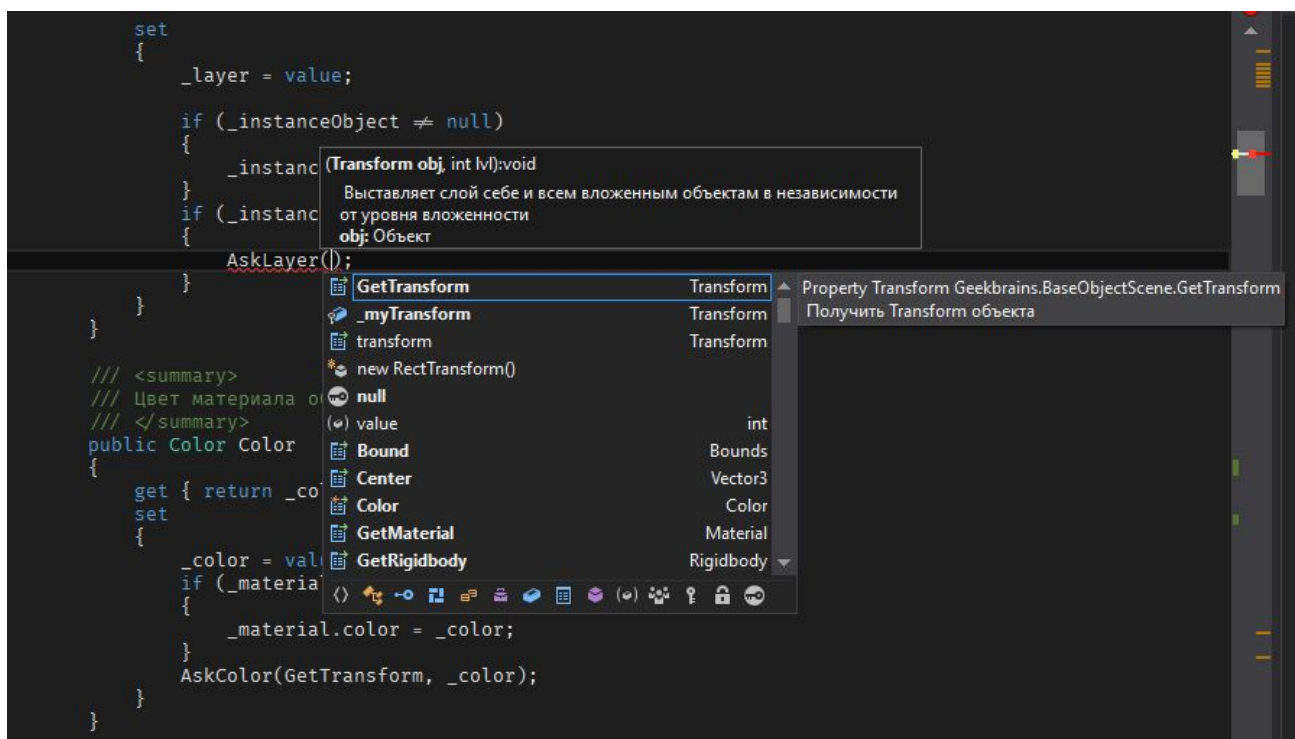 set
{
_layer = value;
if (_instanceObject ≠ null)
{
_instanc
}
if (_instanc
{
AskLayer();
}
}
}
(Transform obj, int lvl):void
Выставляет слой себе и всем вложенным объектам в независимости
от уровня вложенности
obj: Объект
GetTransform Transform
_myTransform Transform
transform Transform
new RectTransform()
null
(●) value int
Bound Bounds
Center Vector3
Color Color
GetMaterial Material
GetRigidbody Rigidbody
Property Transform Geekbrains.BaseObjectScene.GetTransform
Получить Transform объекта
/// <summary>
/// Цвет материала о
/// </summary>
public Color Color
{
get { return _co
set
{
_color = val
if (_materia
{
_material.color = _color;
}
AskColor(GetTransform, _color);
}
}